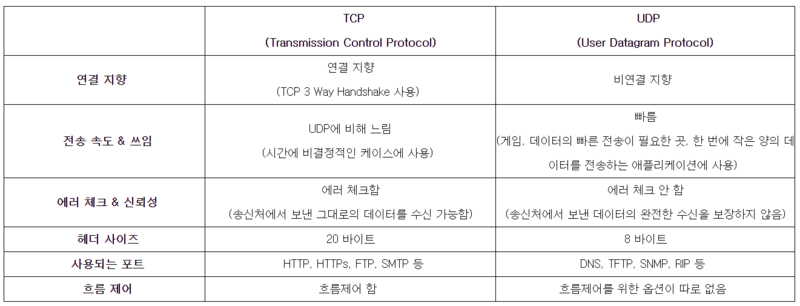 TCP
(Transmission Control Protocol)
UDP
(User Datagram Protocol)
연결 지향
연결 지향
(TCP 3 Way Handshake 사용)
비연결 지향
전송 속도 & 쓰임
UDP에 비해 느림
(시간에 비결정적인 케이스에 사용)
빠름
(게임, 데이터의 빠른 전송이 필요한 곳, 한 번에 작은 양의 데
이터를 전송하는 애플리케이션에 사용)
에러 체크 & 신뢰성
에러 체크함
(송신처에서 보낸 그대로의 데이터를 수신 가능함)
에러 체크 안 함
(송신처에서 보낸 데이터의 완전한 수신을 보장하지 않음)
헤더 사이즈
20 바이트
8 바이트
사용되는 포트
HTTP, HTTPs, FTP, SMTP 등
DNS, TFTP, SNMP, RIP 등
흐름 제어
흐름제어 함
흐름제어를 위한 옵션이 따로 없음